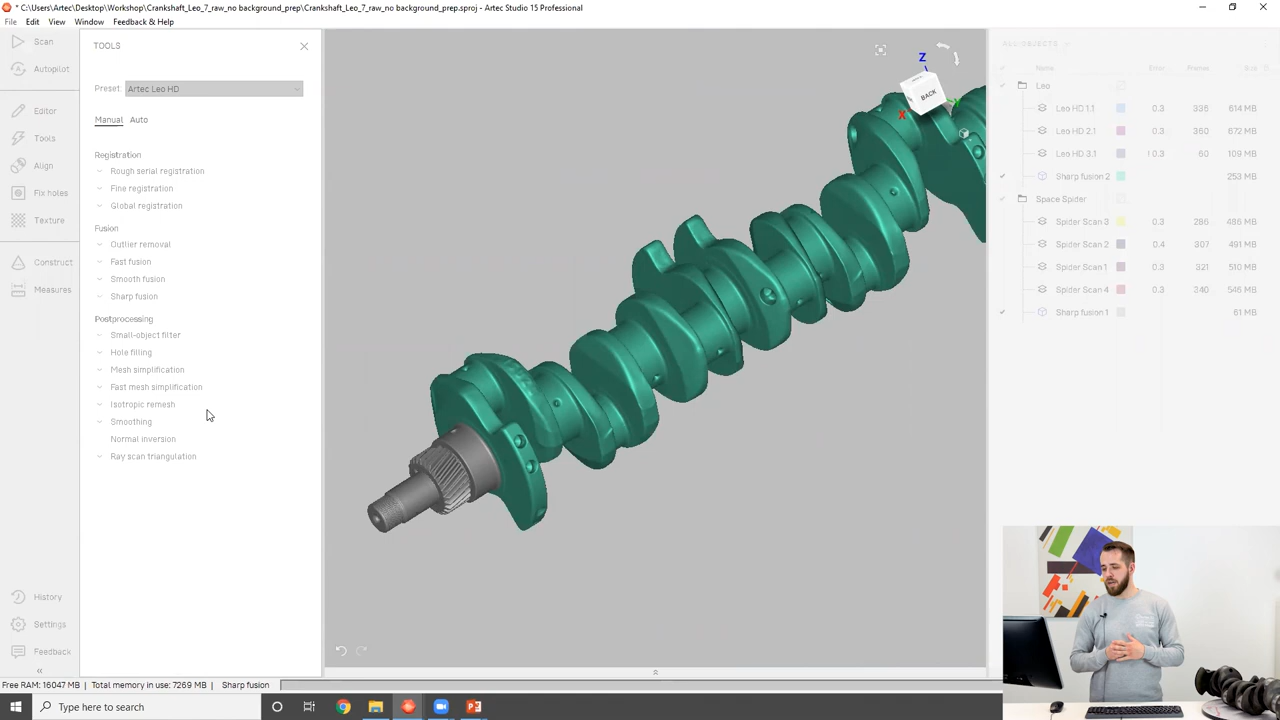 * C:\Users\Artec\Desktop\Workshop\Crankshaft_Leo_7_raw_no background_prep\Crankshaft_Leo_7_raw_no background_prep.sproj - Artec Studio 15 Professional
File Edit View Window Feedback & Help
Scan
Autopilot
Editor
Tools
Align
Fix holes
Texture
Construct
Measures
History
Settings
Feedback
«
TOOLS
Preset: Artec Leo HD
Manual Auto
Registration
Rough serial registration
Fine registration
Global registration
Fusion
Outlier removal
Fast fusion
Smooth fusion
Sharp fusion
Postprocessing
Small-object filter
Hole filling
Mesh simplification
Fast mesh simplification
Isotropic remesh
Smoothing
Normal inversion
Ray scan triangulation
Z
BACK
X
Y
ALL OBJECTS
Name Error Frames Size
Leo
Leo HD 1.1 0.3 336 614 MB
Leo HD 2.1 0.3 360 672 MB
Leo HD 3.1 ! 0.3 60 109 MB
Sharp fusion 2 253 MB
Space Spider
Spider Scan 3 0.3 286 486 MB
Spider Scan 2 0.4 307 491 MB
Spider Scan 1 0.3 321 510 MB
Spider Scan 4 0.3 340 546 MB
Sharp fusion 1 61 MB
Free RAM: 16047 MB | Total memory in use: 7269 MB | Sharp fusion
Type here to search